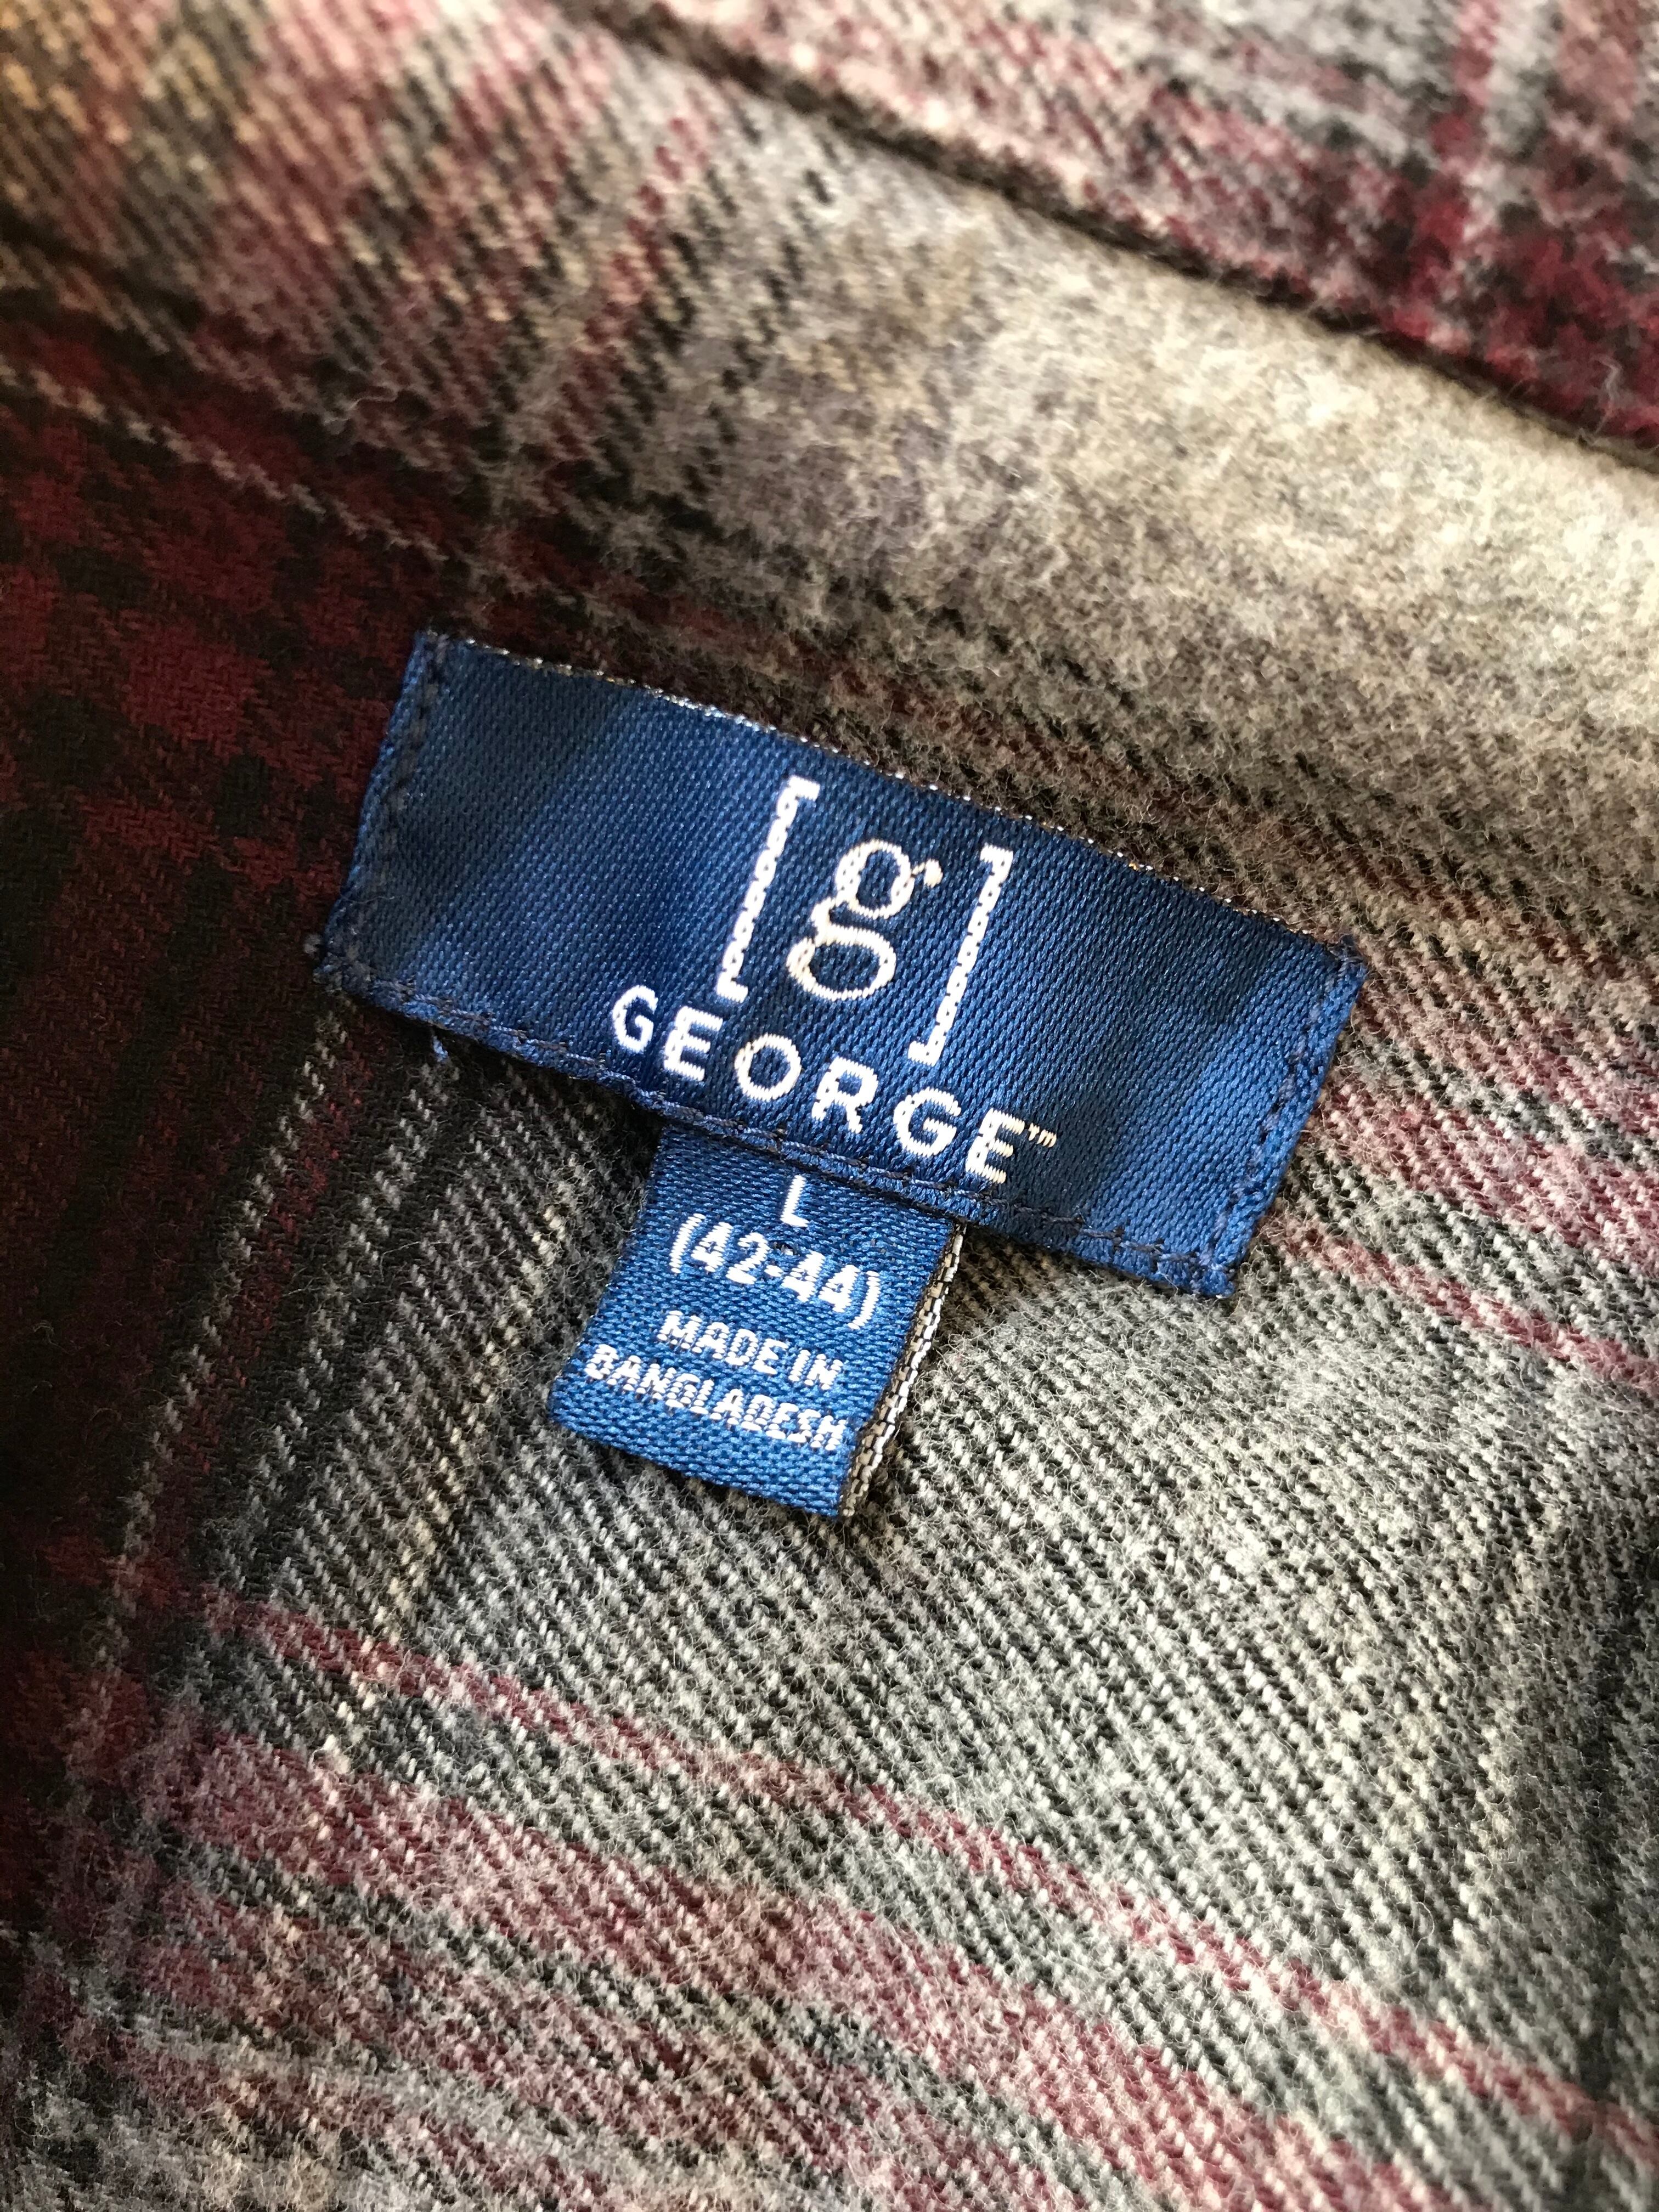 [g]
GEORGE™
L
(42-44)
MADE IN
BANGLADESH